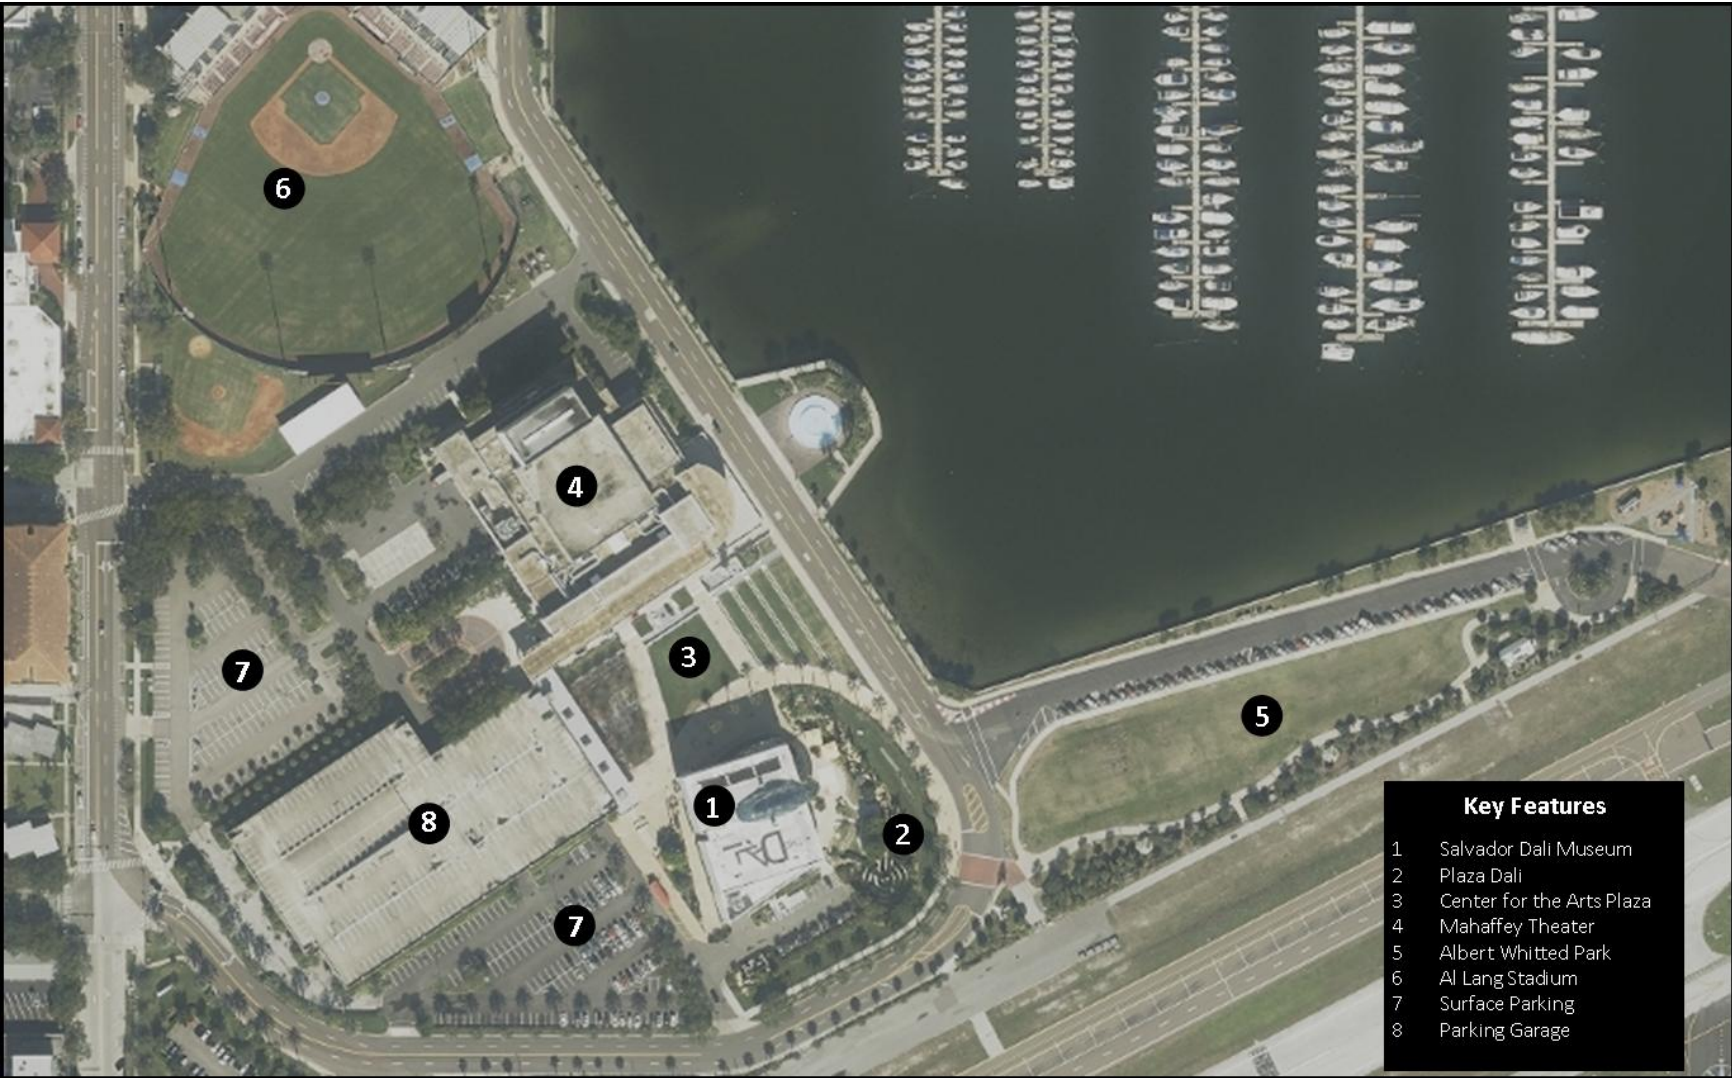 6
4
3
7
5
1
8
2
7
Key Features
1 Salvador Dali Museum
2 Plaza Dali
3 Center for the Arts Plaza
4 Mahaffey Theater
5 Albert Whitted Park
6 Al Lang Stadium
7 Surface Parking
8 Parking Garage